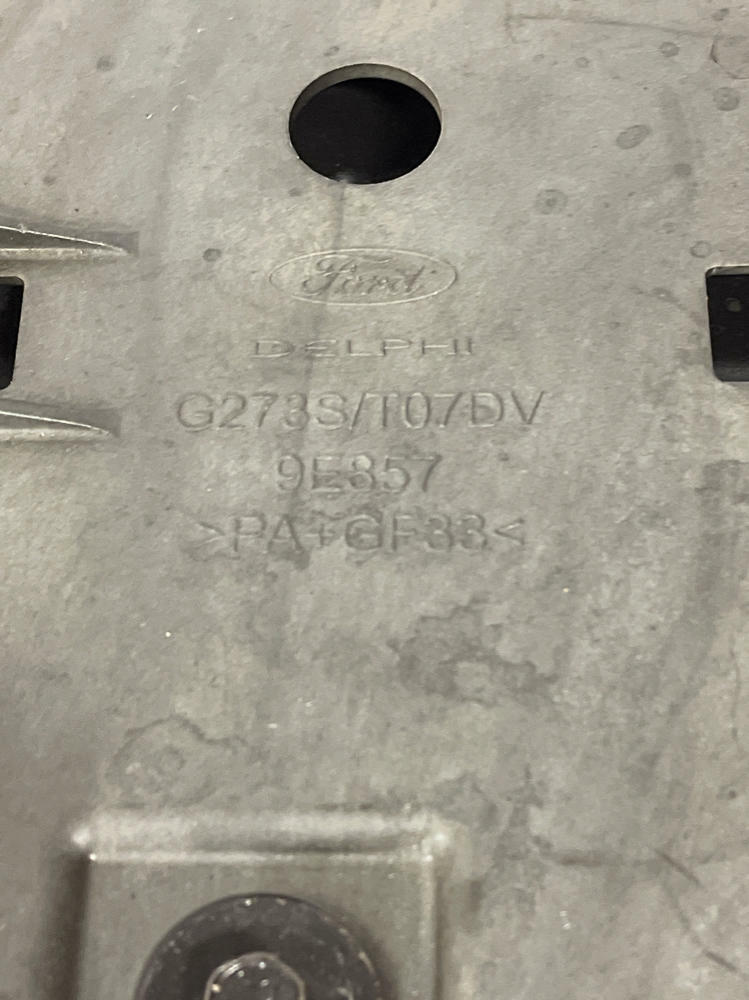 Ford
DELPHI
G273S/T07DV
9E857
>PA+GF33<